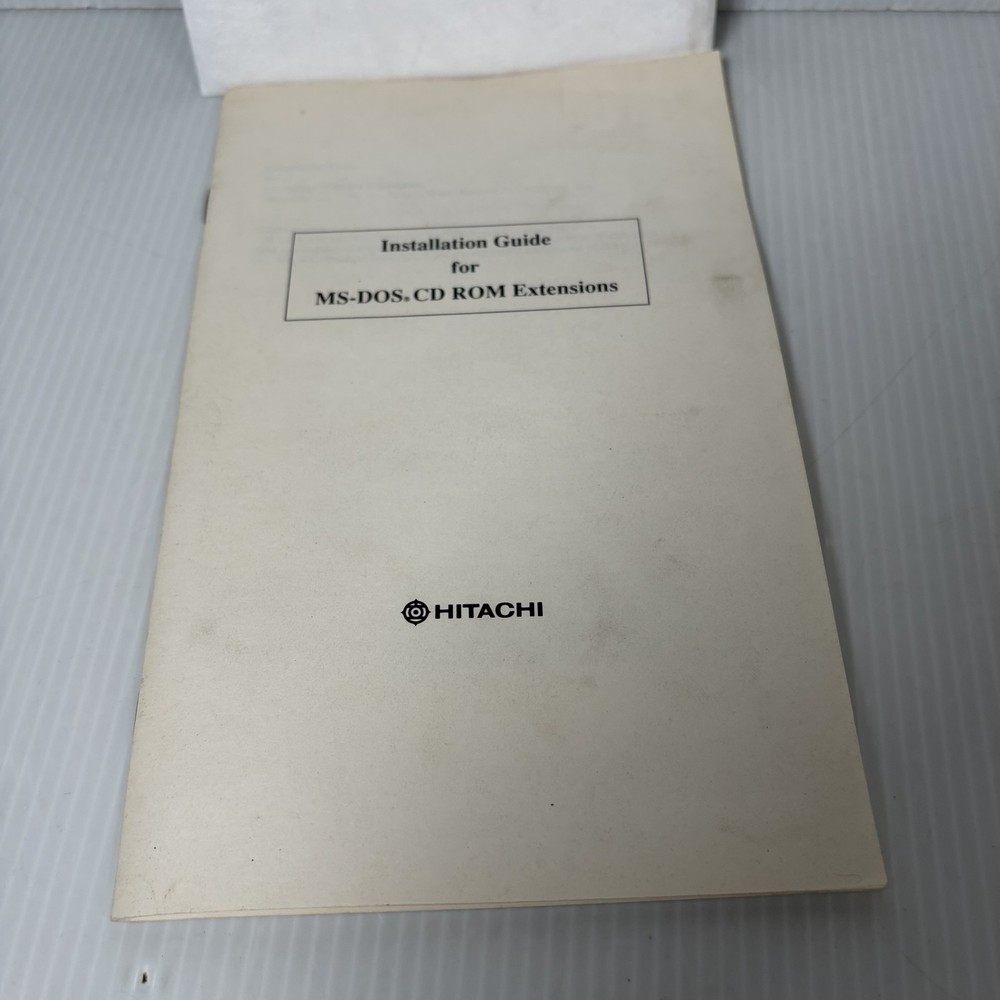 Installation Guide
for
MS-DOS® CD ROM Extensions
HITACHI